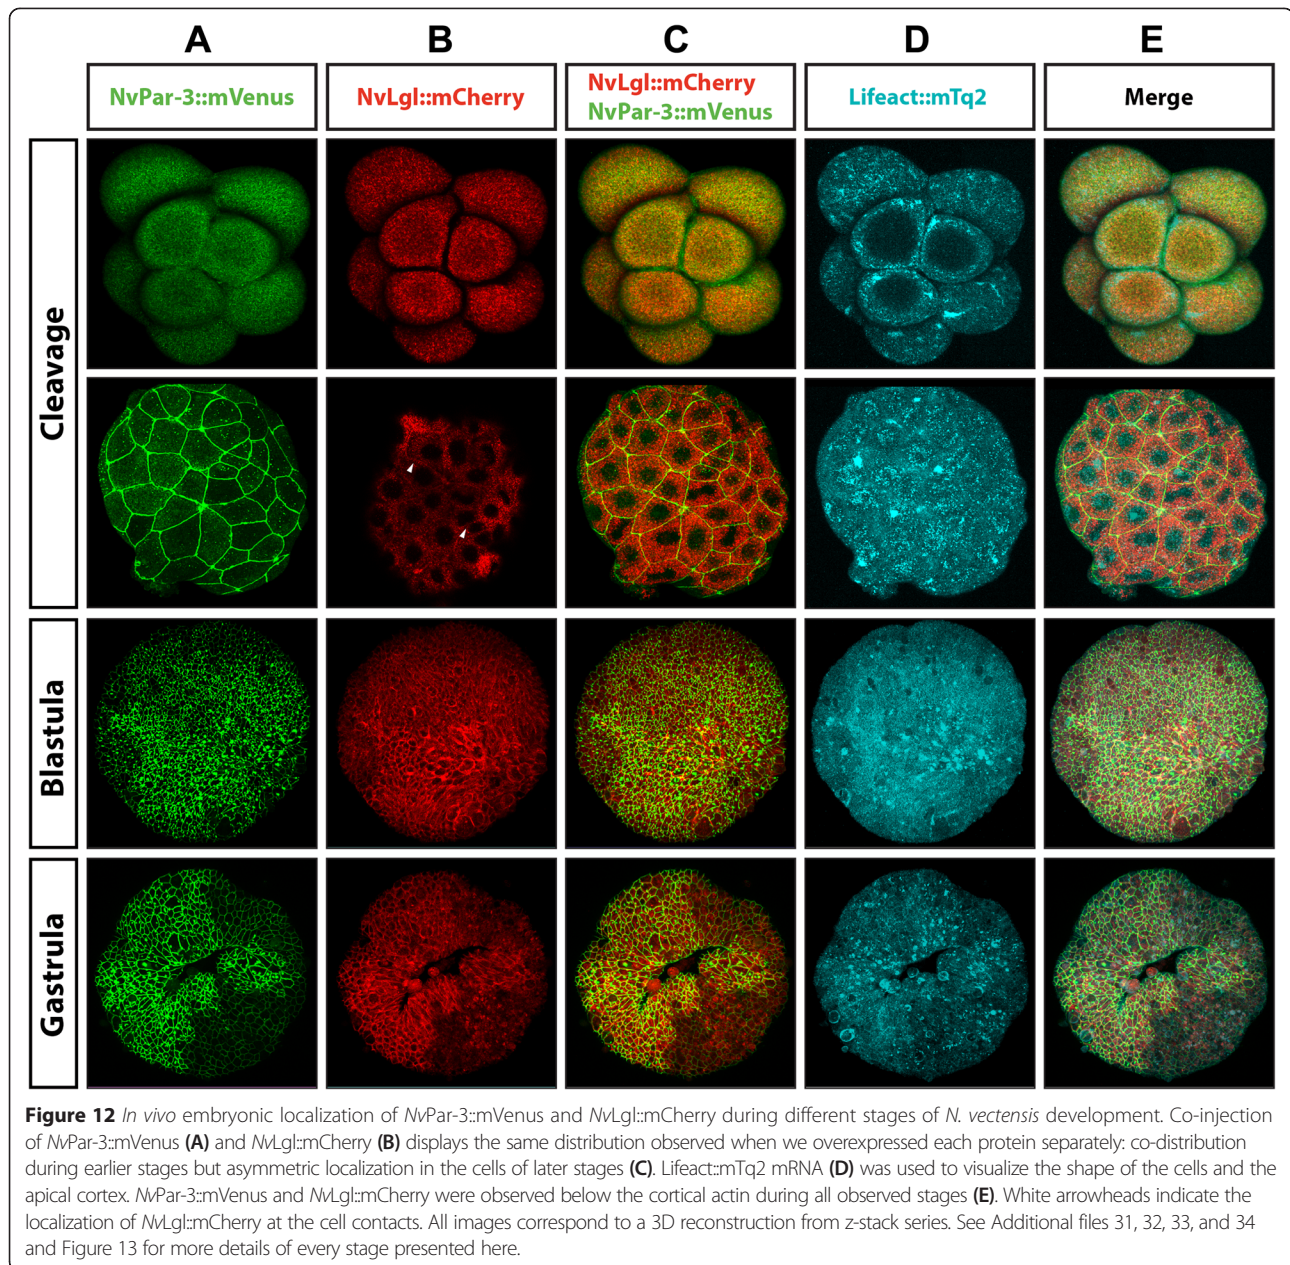 A
B
C
D
E
NvPar-3::mVenus
NvLgl::mCherry
NvLgl::mCherry
NvPar-3::mVenus
Lifeact::mTq2
Merge
Cleavage
Blastula
Gastrula
Figure 12 In vivo embryonic localization of NvPar-3::mVenus and NvLgl::mCherry during different stages of N. vectensis development. Co-injection
of NvPar-3::mVenus (A) and NvLgl::mCherry (B) displays the same distribution observed when we overexpressed each protein separately: co-distribution
during earlier stages but asymmetric localization in the cells of later stages (C). Lifeact::mTq2 mRNA (D) was used to visualize the shape of the cells and the
apical cortex. NvPar-3::mVenus and NvLgl::mCherry were observed below the cortical actin during all observed stages (E). White arrowheads indicate the
localization of NvLgl::mCherry at the cell contacts. All images correspond to a 3D reconstruction from z-stack series. See Additional files 31, 32, 33, and 34
and Figure 13 for more details of every stage presented here.